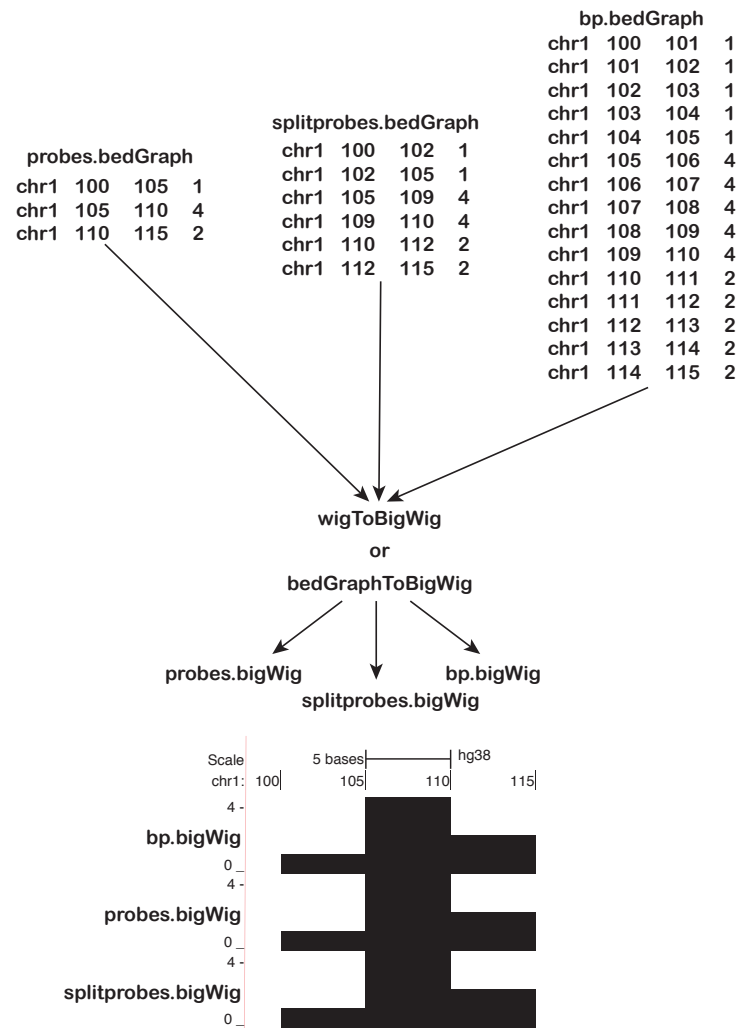 probes.bedGraph
chr1 100 105 1
chr1 105 110 4
chr1 110 115 2
splitprobes.bedGraph
chr1 100 102 1
chr1 102 105 1
chr1 105 109 4
chr1 109 110 4
chr1 110 112 2
chr1 112 115 2
bp.bedGraph
chr1 100 101 1
chr1 101 102 1
chr1 102 103 1
chr1 103 104 1
chr1 104 105 1
chr1 105 106 4
chr1 106 107 4
chr1 107 108 4
chr1 108 109 4
chr1 109 110 4
chr1 110 111 2
chr1 111 112 2
chr1 112 113 2
chr1 113 114 2
chr1 114 115 2
wigToBigWig
or
bedGraphToBigWig
probes.bigWig
bp.bigWig
splitprobes.bigWig
Scale 5 bases hg38
chr1: 100 105 110 115
4 -
bp.bigWig
0 _
4 -
probes.bigWig
0 _
4 -
splitprobes.bigWig
0 _